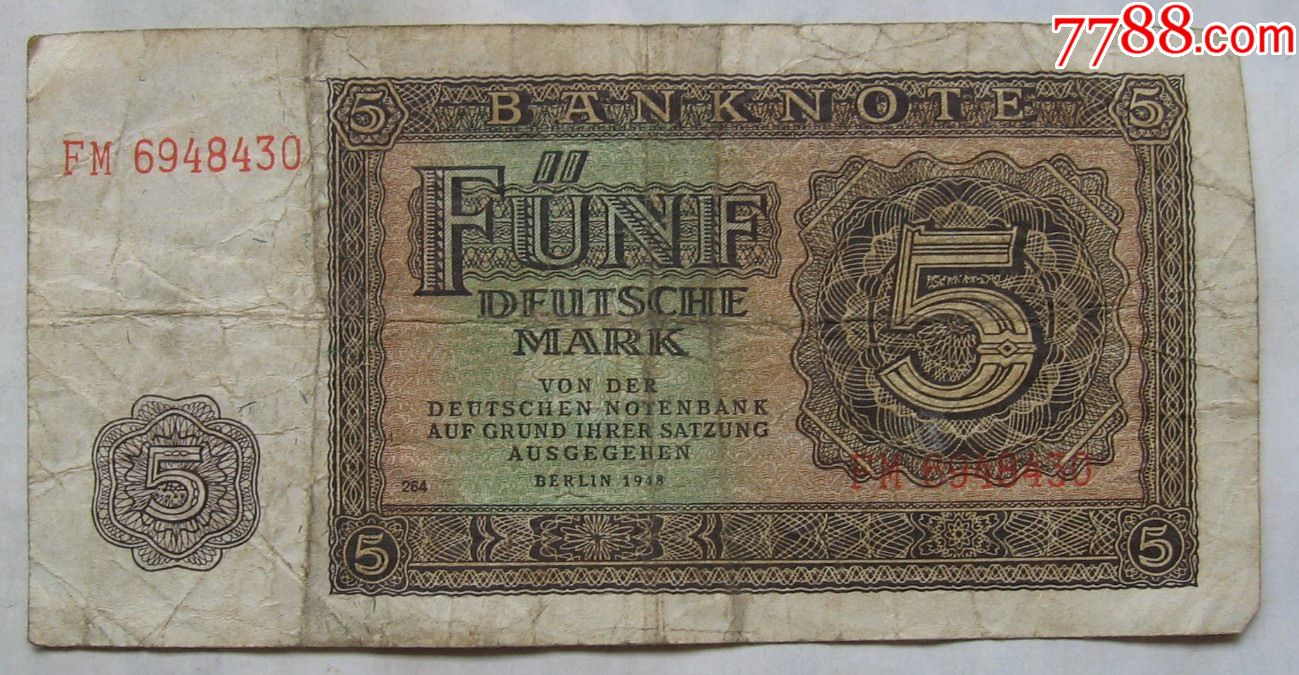 7788.com
5 BANKNOTE 5
FM 6948430
FÜNF
DEUTSCHE
MARK
5
VON DER
DEUTSCHEN NOTENBANK
AUF GRUND IHRER SATZUNG
AUSGEGEBEN
BERLIN 1948
264
FM 6948430
5
5 5